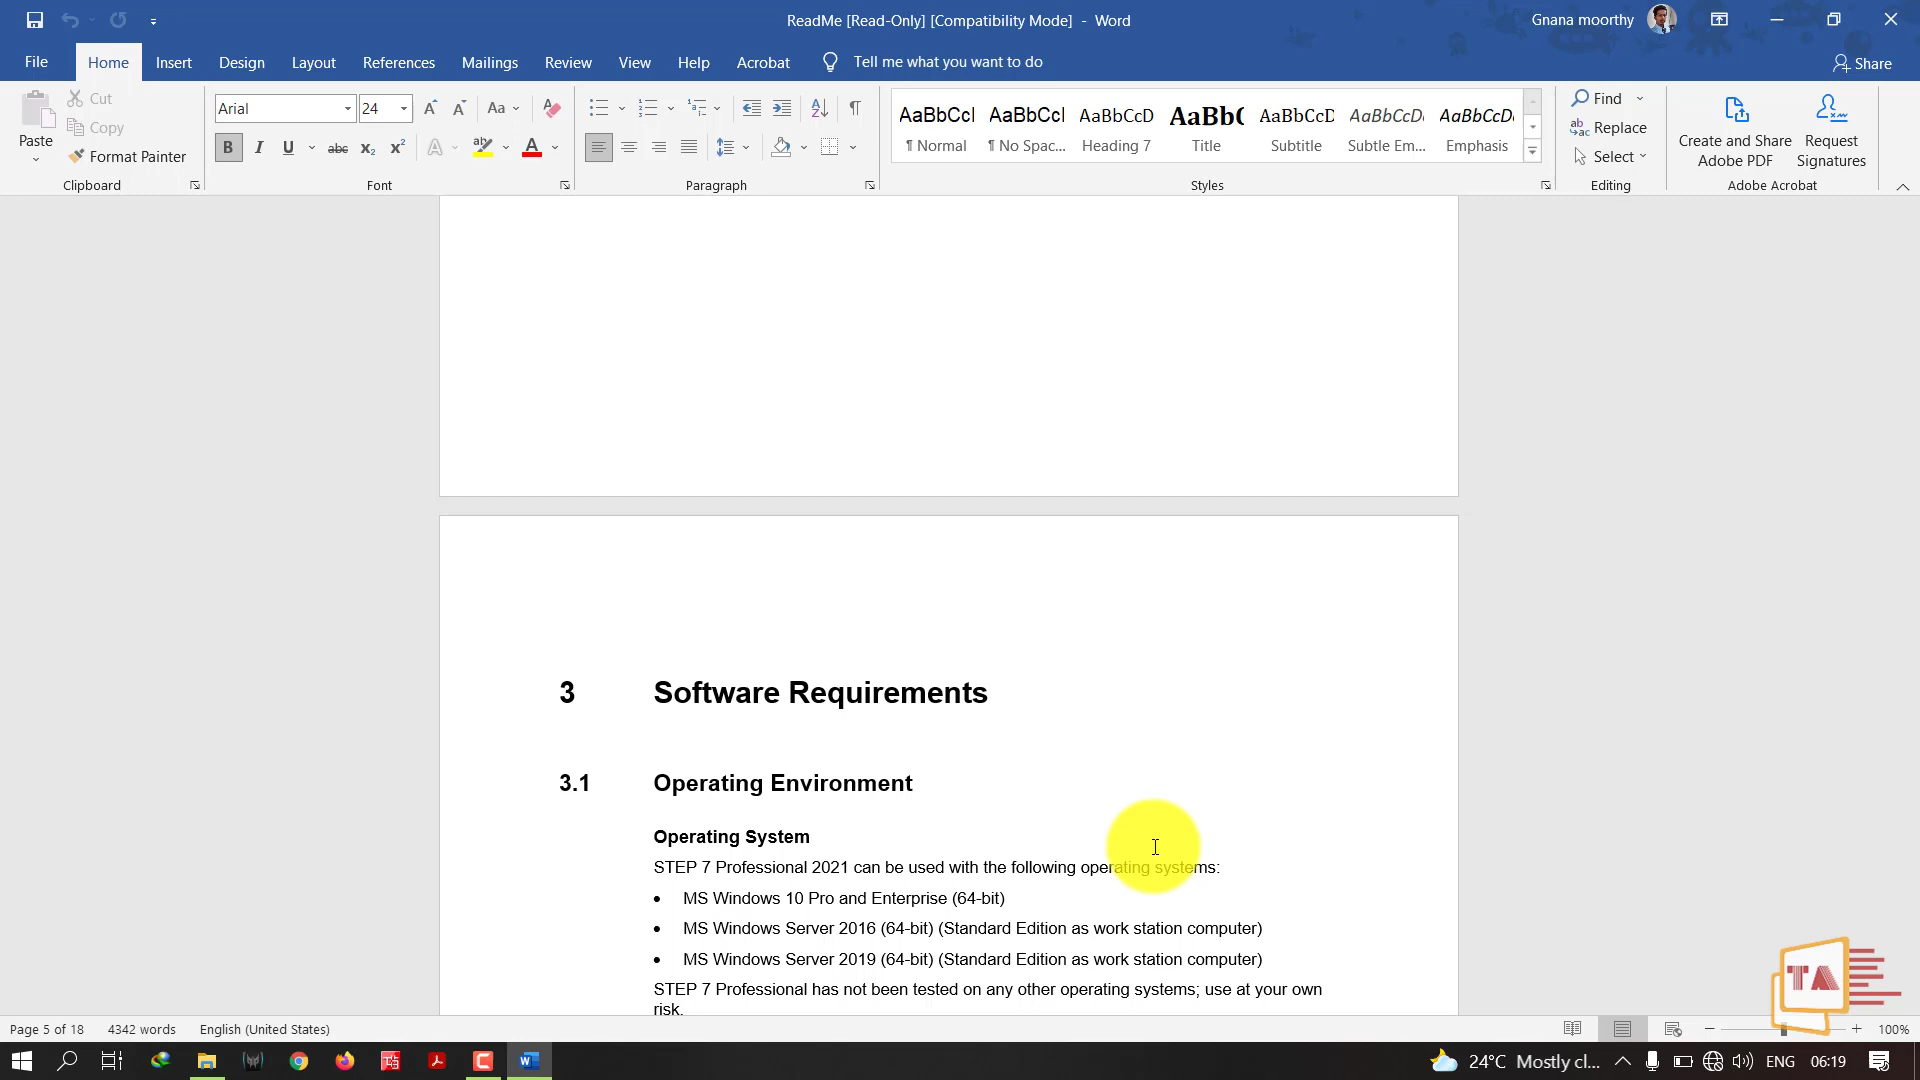 ReadMe [Read-Only] [Compatibility Mode] - Word
Gnana moorthy
File Home Insert Design Layout References Mailings Review View Help Acrobat Tell me what you want to do Share
Paste
Cut
Copy
Format Painter
Clipboard
Arial 24
Aa
B I U abc x₂ x² A A
Font
Paragraph
AaBbCcI AaBbCcI AaBbCcD AaBb( AaBbCcD AaBbCcD AaBbCcD
¶ Normal ¶ No Spac... Heading 7 Title Subtitle Subtle Em... Emphasis
Styles
Find
Replace
Select
Editing
Create and Share Adobe PDF
Request Signatures
Adobe Acrobat
3 Software Requirements
3.1 Operating Environment
Operating System
STEP 7 Professional 2021 can be used with the following operating systems:
• MS Windows 10 Pro and Enterprise (64-bit)
• MS Windows Server 2016 (64-bit) (Standard Edition as work station computer)
• MS Windows Server 2019 (64-bit) (Standard Edition as work station computer)
STEP 7 Professional has not been tested on any other operating systems; use at your own
risk.
TA
Page 5 of 18 4342 words English (United States) 100%
24°C Mostly cl... ENG 06:19